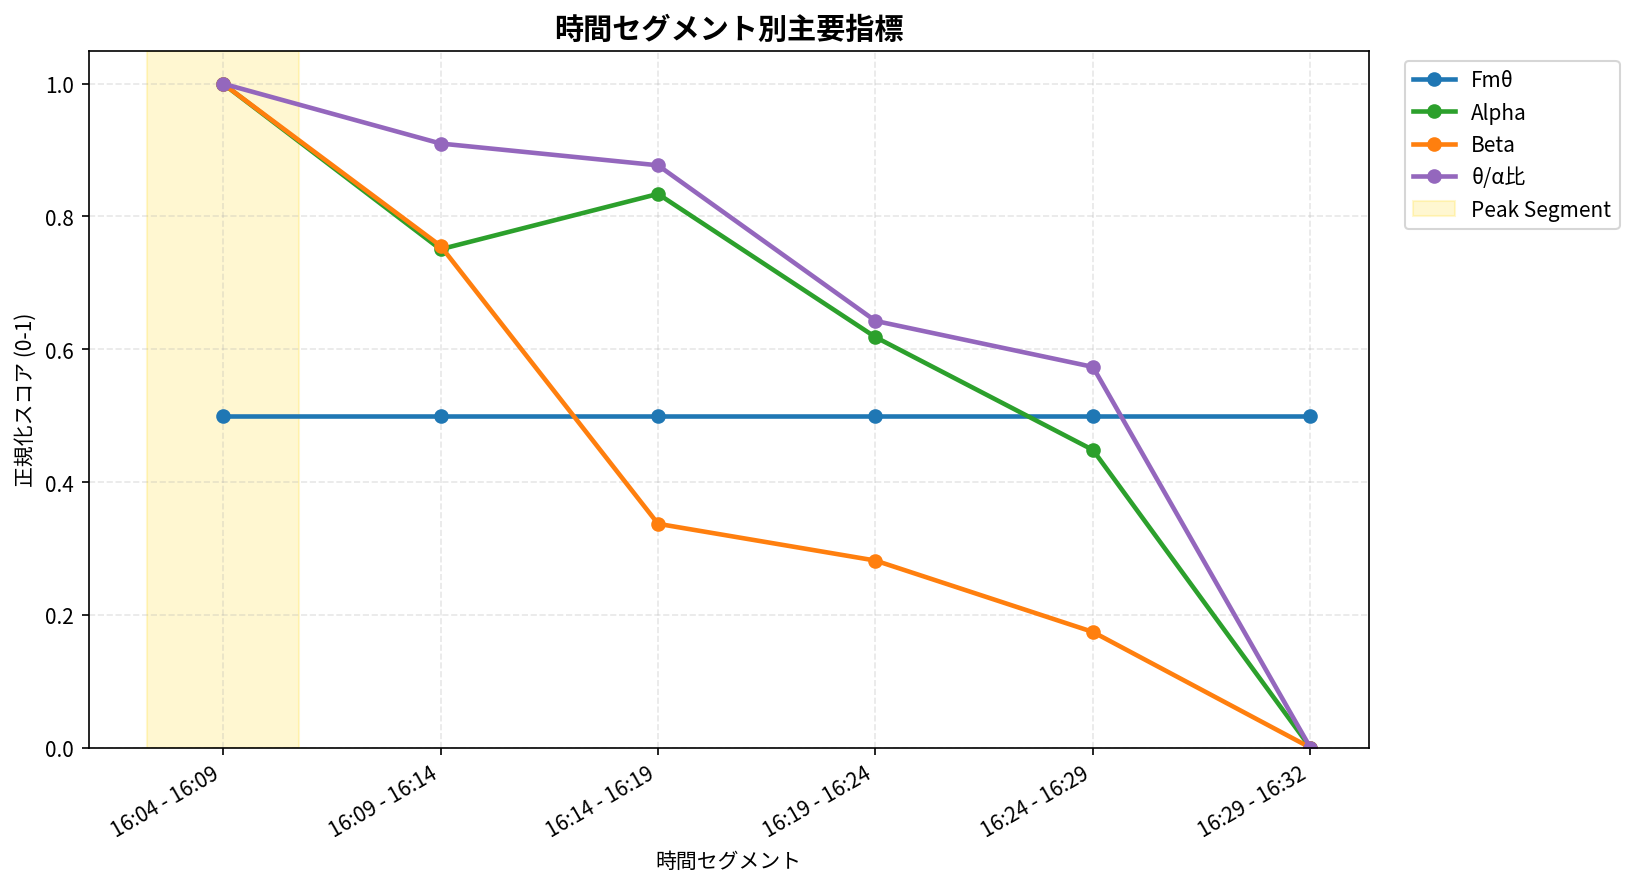 時間セグメント別主要指標
Fmθ
Alpha
Beta
θ/α比
Peak Segment
正規化スコア (0-1)
1.0
0.8
0.6
0.4
0.2
0.0
16:04 - 16:09
16:09 - 16:14
16:14 - 16:19
16:19 - 16:24
16:24 - 16:29
16:29 - 16:32
時間セグメント